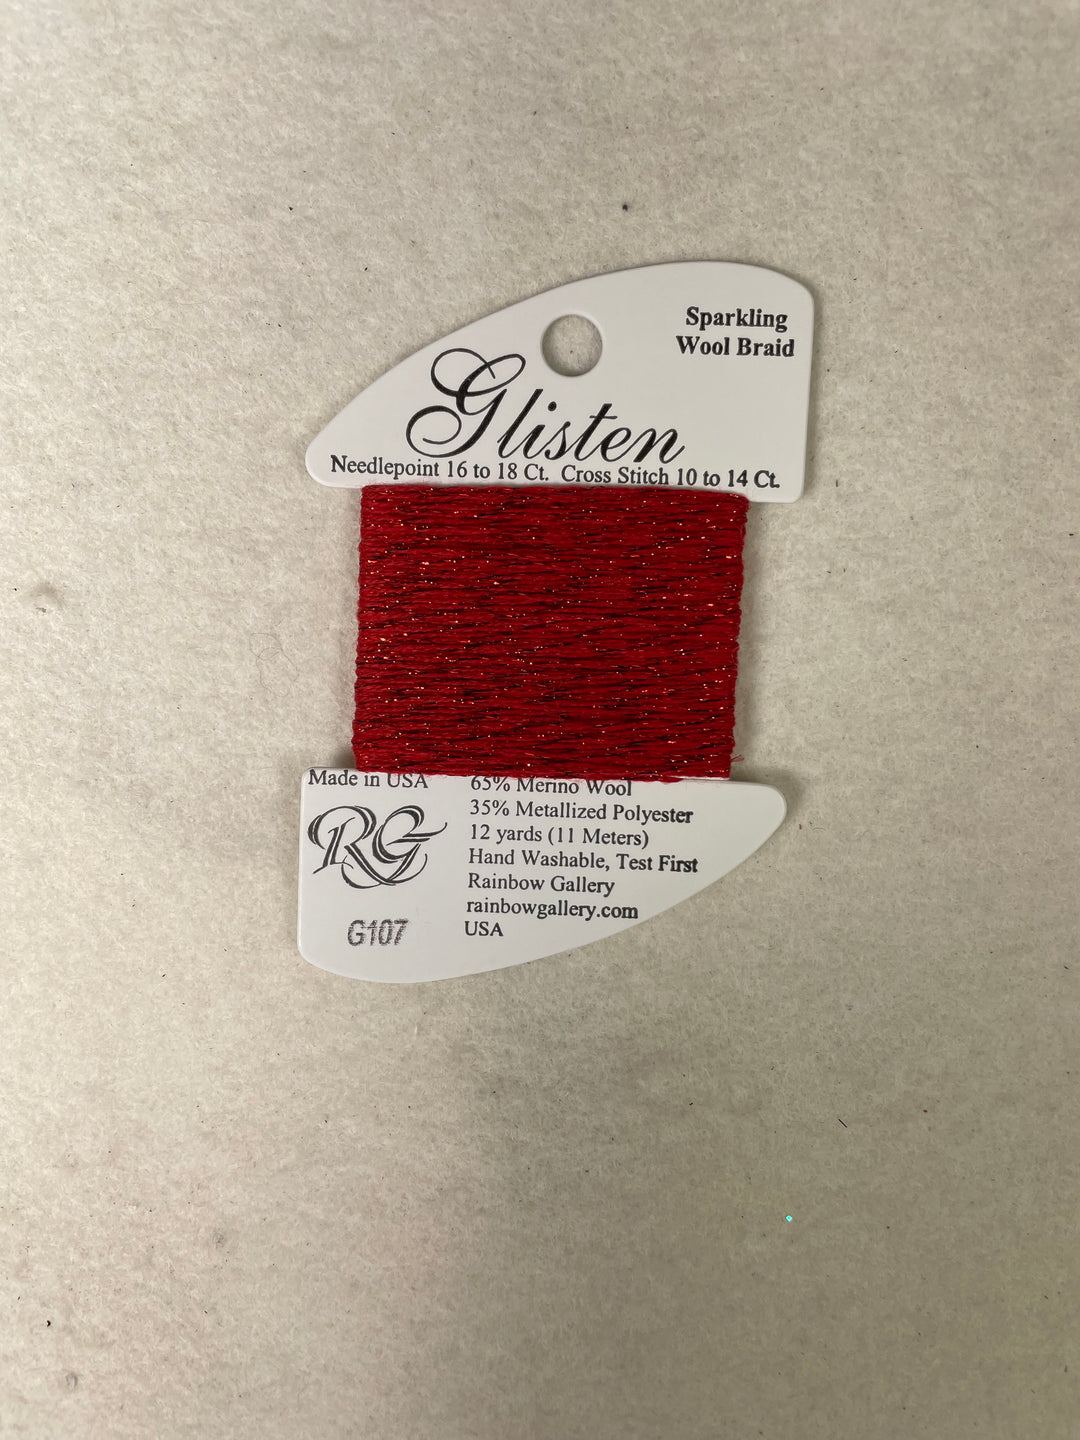 Sparkling
Wool Braid
Glisten
Needlepoint 16 to 18 Ct. Cross Stitch 10 to 14 Ct.
Made in USA
RG
G107
65% Merino Wool
35% Metallized Polyester
12 yards (11 Meters)
Hand Washable, Test First
Rainbow Gallery
rainbowgallery.com
USA